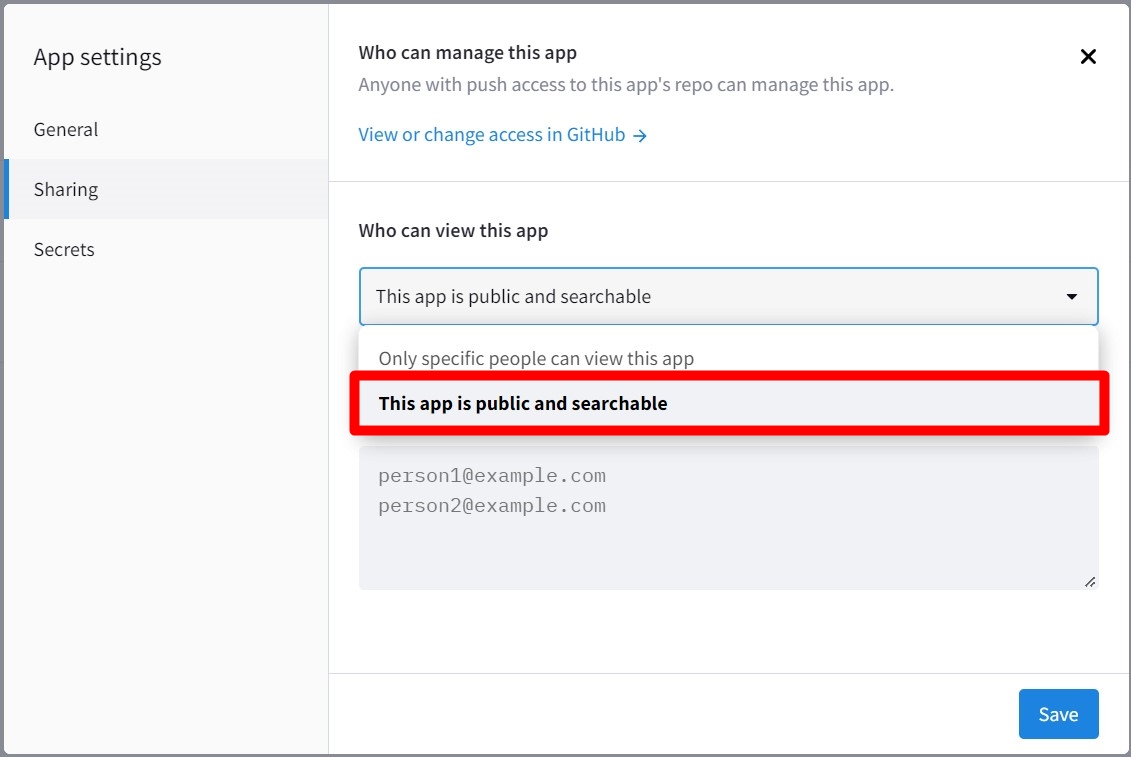 App settings
General
Sharing
Secrets
Who can manage this app
Anyone with push access to this app's repo can manage this app.
View or change access in GitHub →
Who can view this app
This app is public and searchable
Only specific people can view this app
This app is public and searchable
person1@example.com
person2@example.com
Save